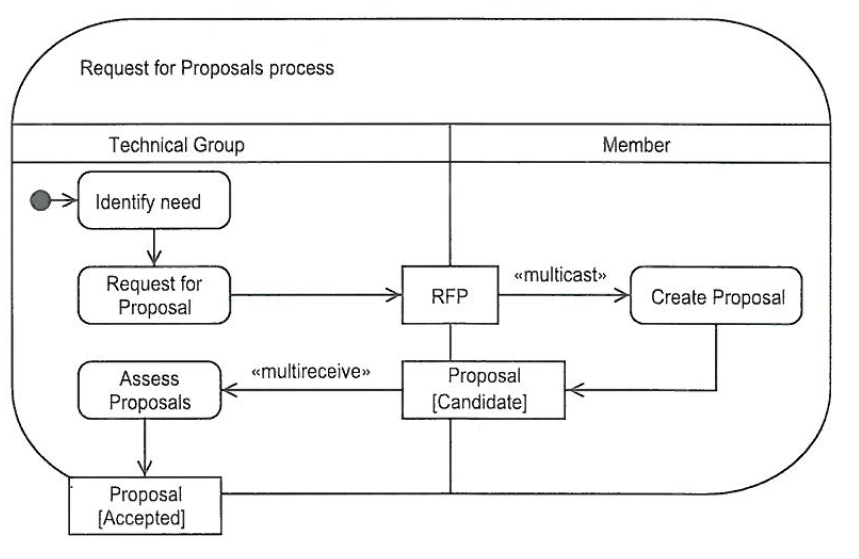 Request for Proposals process
Technical Group
Member
Identify need
Request for
Proposal
RFP
«multicast»
Create Proposal
Assess
Proposals
«multireceive»
Proposal
[Candidate]
Proposal
[Accepted]